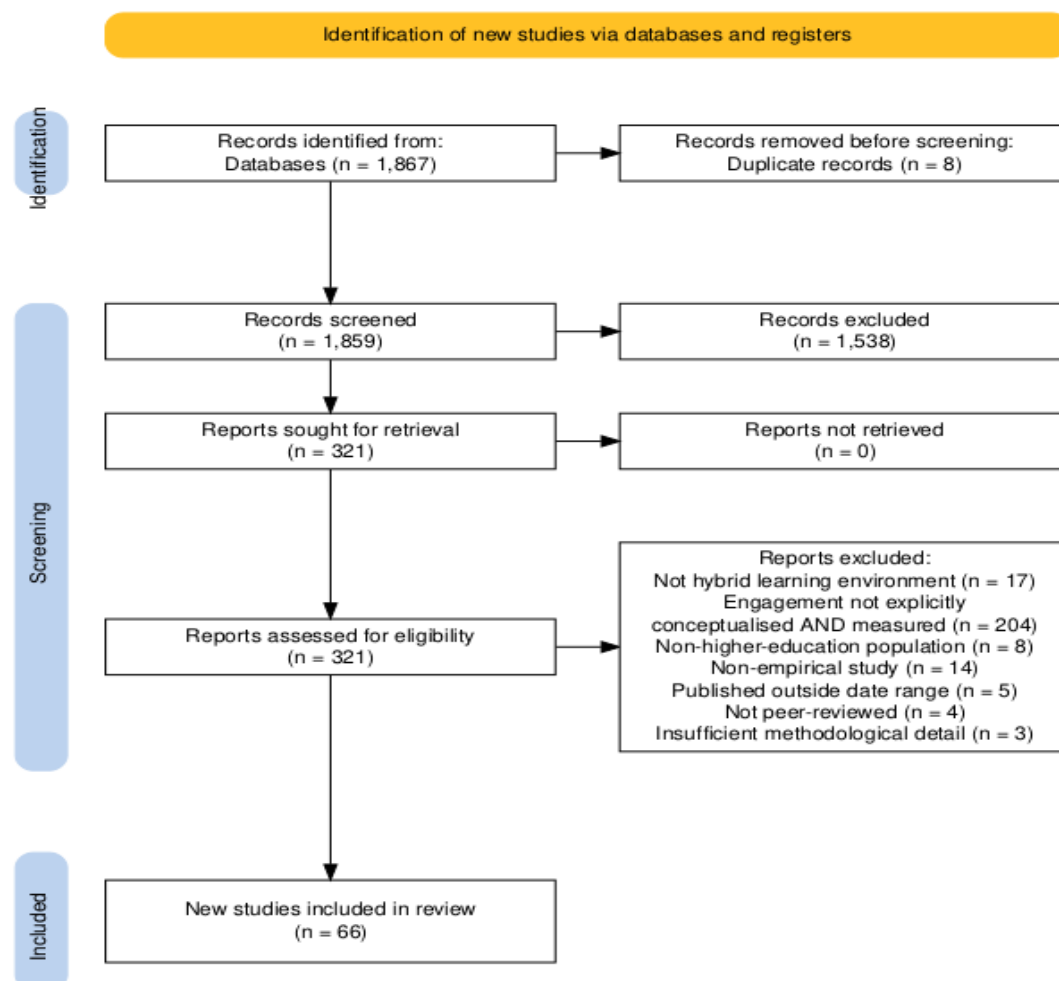 Identification of new studies via databases and registers
Identification
Records identified from:
Databases (n = 1,867)
Records removed before screening:
Duplicate records (n = 8)
Screening
Records screened
(n = 1,859)
Records excluded
(n = 1,538)
Reports sought for retrieval
(n = 321)
Reports not retrieved
(n = 0)
Reports assessed for eligibility
(n = 321)
Reports excluded:
Not hybrid learning environment (n = 17)
Engagement not explicitly
conceptualised AND measured (n = 204)
Non-higher-education population (n = 8)
Non-empirical study (n = 14)
Published outside date range (n = 5)
Not peer-reviewed (n = 4)
Insufficient methodological detail (n = 3)
Included
New studies included in review
(n = 66)